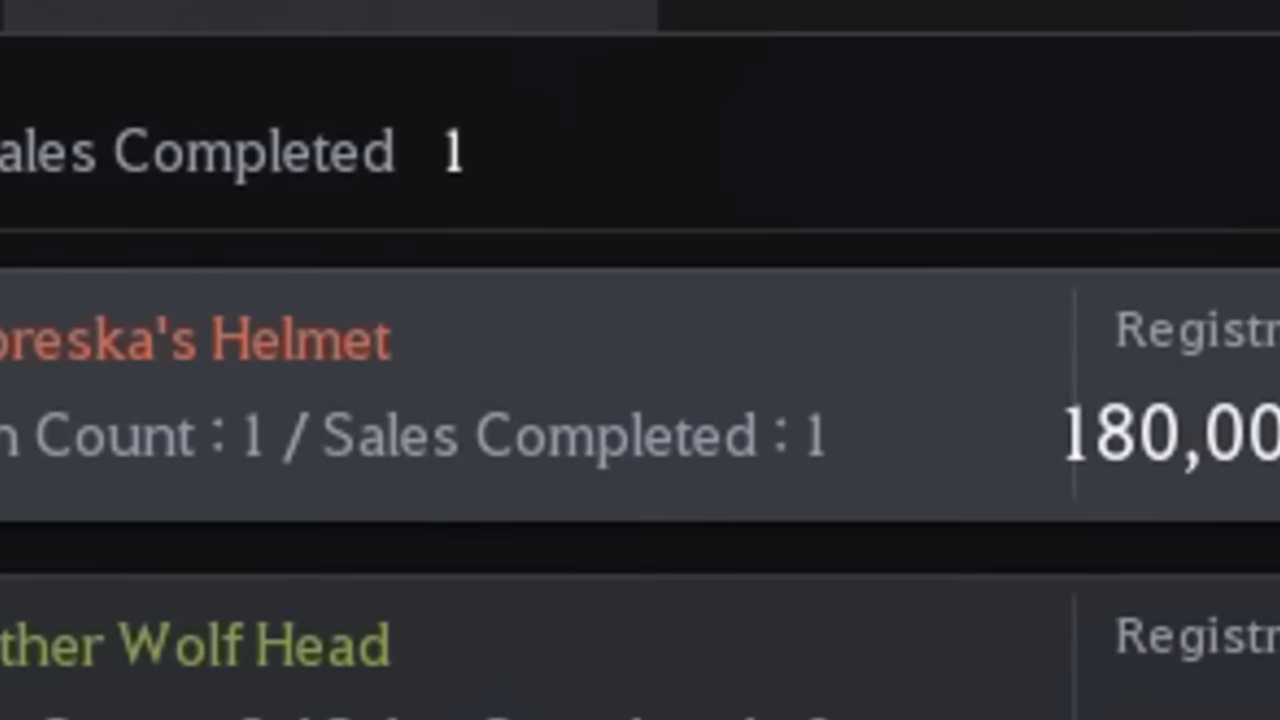 ales Completed 1
oreska's Helmet
Registr
n Count : 1 / Sales Completed : 1
180,00
ther Wolf Head
Registr